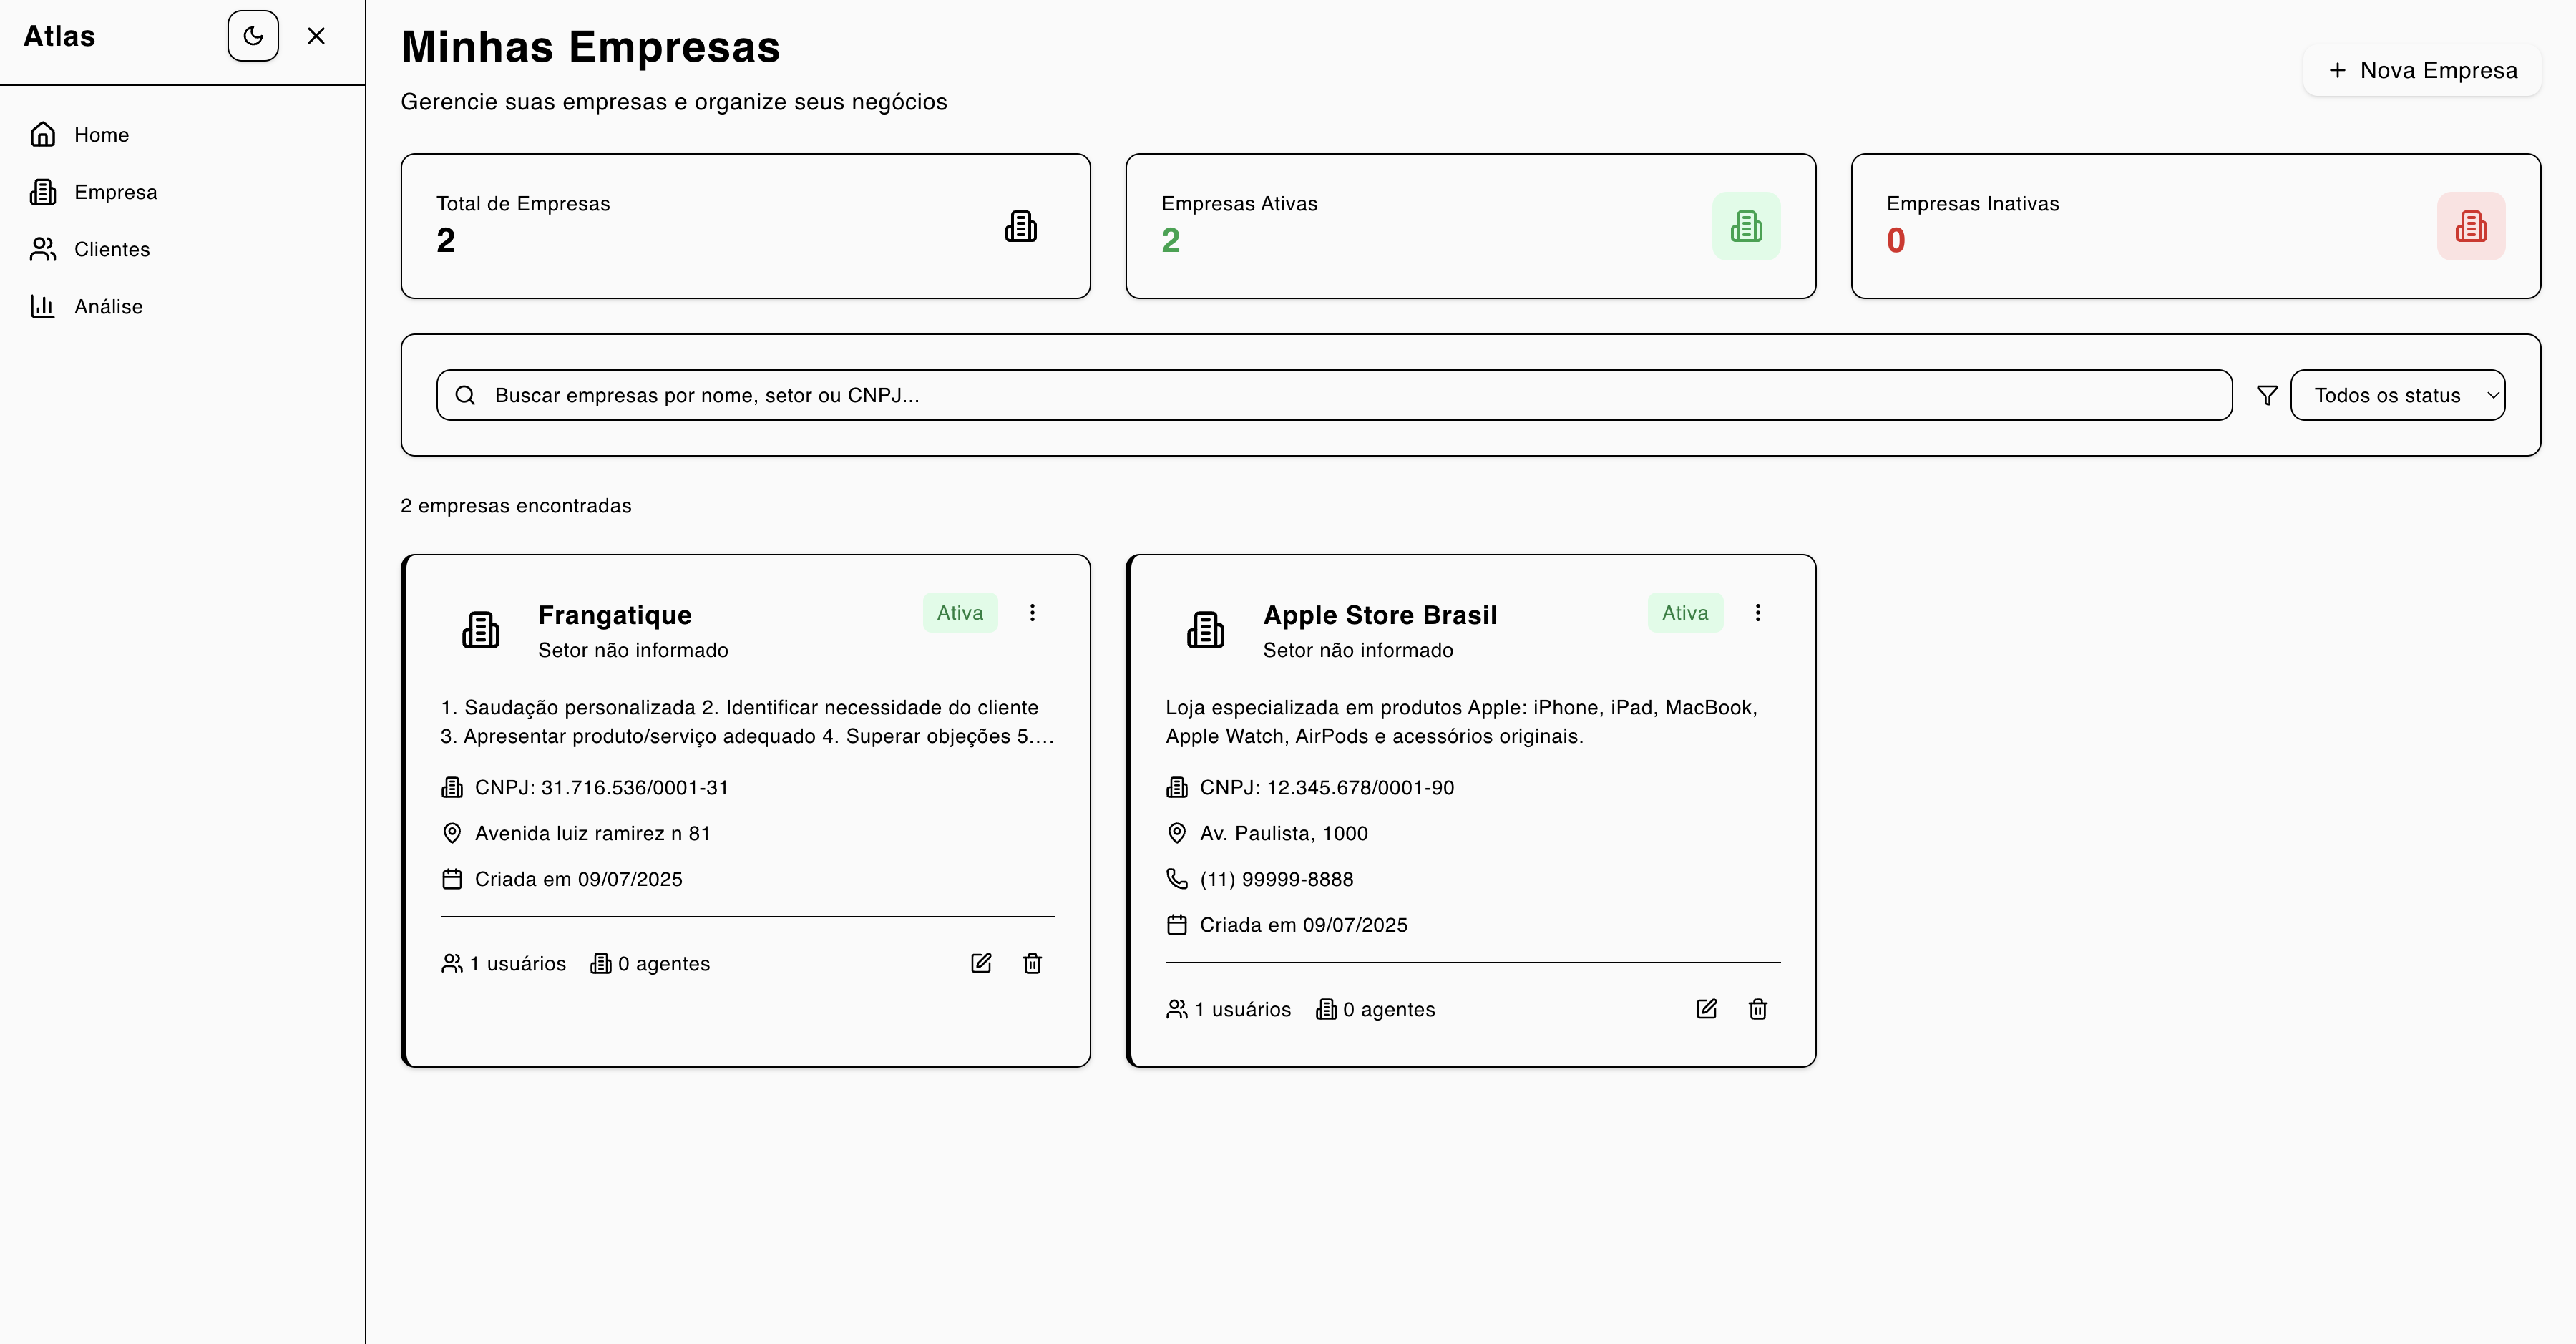 Atlas
Home
Empresa
Clientes
Análise
Minhas Empresas
Gerencie suas empresas e organize seus negócios
Nova Empresa
Total de Empresas
2
Empresas Ativas
2
Empresas Inativas
0
Buscar empresas por nome, setor ou CNPJ...
Todos os status
2 empresas encontradas
Frangatique
Ativa
Setor não informado
1. Saudação personalizada 2. Identificar necessidade do cliente
3. Apresentar produto/serviço adequado 4. Superar objeções 5....
CNPJ: 31.716.536/0001-31
Avenida luiz ramirez n 81
Criada em 09/07/2025
1 usuários 0 agentes
Apple Store Brasil
Ativa
Setor não informado
Loja especializada em produtos Apple: iPhone, iPad, MacBook,
Apple Watch, AirPods e acessórios originais.
CNPJ: 12.345.678/0001-90
Av. Paulista, 1000
(11) 99999-8888
Criada em 09/07/2025
1 usuários 0 agentes